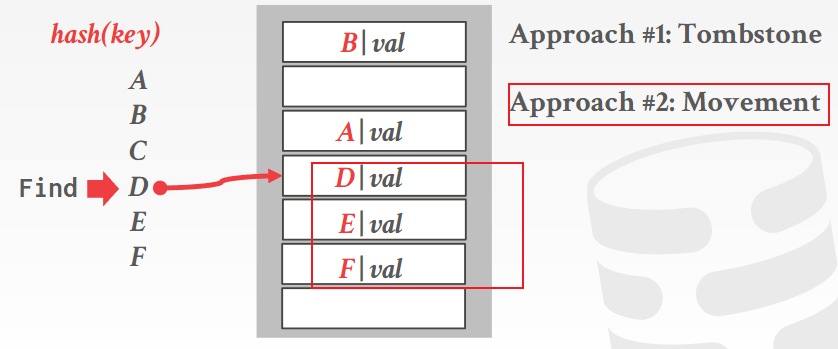 hash(key)
A
B
C
Find D
E
F
B|val
A|val
D|val
E|val
F|val
Approach #1: Tombstone
Approach #2: Movement